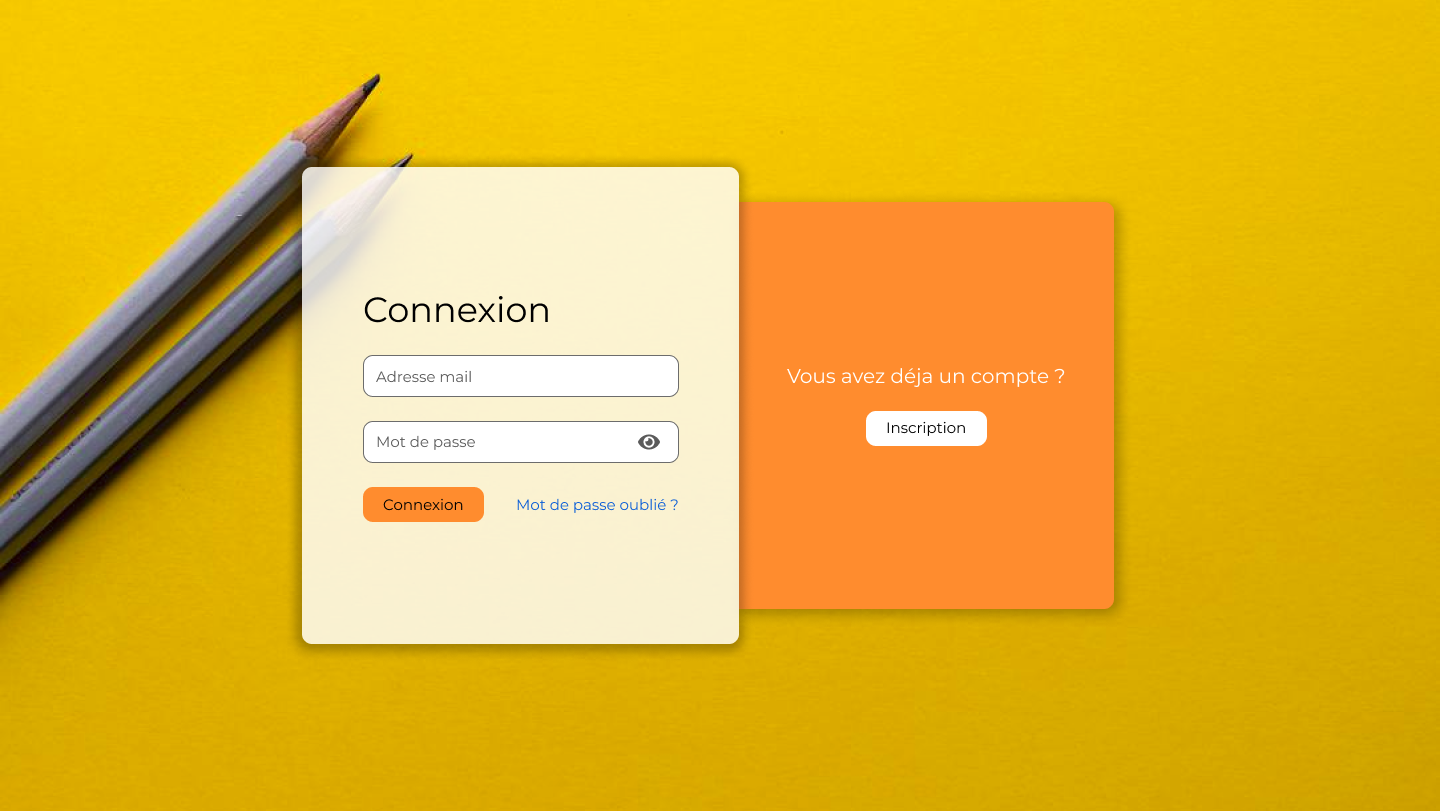 Connexion
Adresse mail
Mot de passe
Connexion
Mot de passe oublié ?
Vous avez déja un compte ?
Inscription